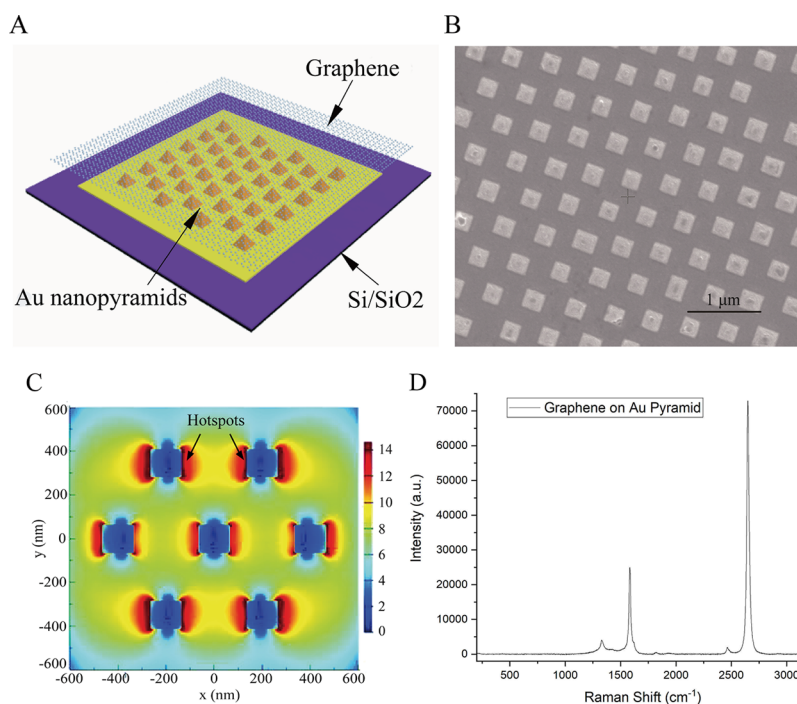 A
Graphene
Au nanopyramids
Si/SiO2
B
1 μm
C
Hotspots
600
400
200
0
-200
-400
-600
y (nm)
-600 -400 -200 0 200 400 600
x (nm)
14
12
10
8
6
4
2
0
D
Graphene on Au Pyramid
70000
60000
50000
40000
30000
20000
10000
0
Intensity (a.u.)
500 1000 1500 2000 2500 3000
Raman Shift (cm⁻¹)